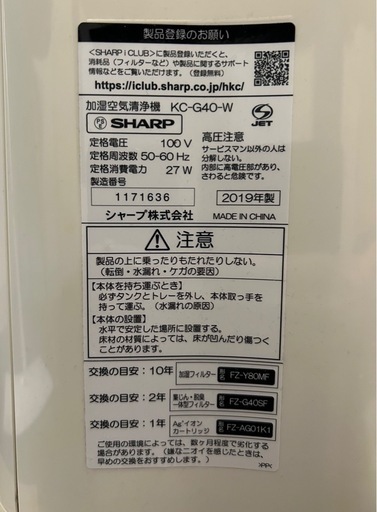 製品登録のお願い
<SHARP i CLUB>に製品登録いただくと、
消耗品(フィルターなど)や製品に関するサポート
情報などをご覧いただけます。(登録無料)
https://iclub.sharp.co.jp/hkc/
加湿空気清浄機 KC-G40-W
PS E SHARP
JET
定格電圧 100 V
定格周波数 50-60 Hz
定格消費電力 27 W
製造番号
1171636
シャープ株式会社
高圧注意
サービスマン以外の人は
分解しない。
内部に高電圧部があり、
さわると危険です。
2019年製
MADE IN CHINA
注意
製品の上に乗ったりもたれたりしない。
(転倒・水漏れ・ケガの要因)
【本体を持ち運ぶとき】
必ずタンクとトレーを外し、本体取っ手を
持って運ぶ。(水漏れの原因)
【本体の設置】
水平で安定した場所に設置する。
床材の材質によっては、床が凹んだり傷つく
ことがあります。
交換の目安:10年 加湿フィルター FZ-Y80MF
交換の目安:2年 集じん・脱臭一体型フィルター FZ-G40SF
交換の目安:1年 Ag⁺イオンカートリッジ FZ-AG01K1
ご使用の環境によっては、数ヶ月程度で劣化する
場合があります。(嫌なニオイを感じたときは、
早めの交換をおすすめします。)
>PP<